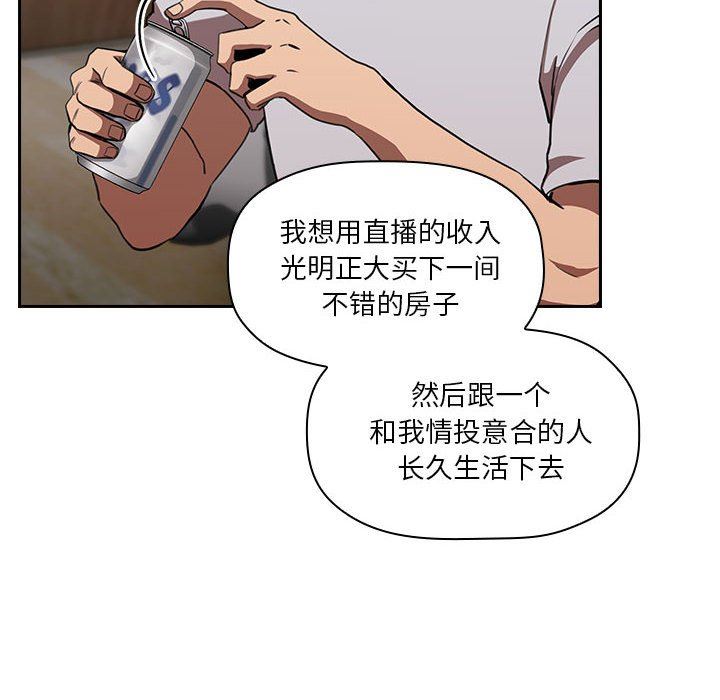 我想用直播的收入
光明正大买下一间
不错的房子
然后跟一个
和我情投意合的人
长久生活下去